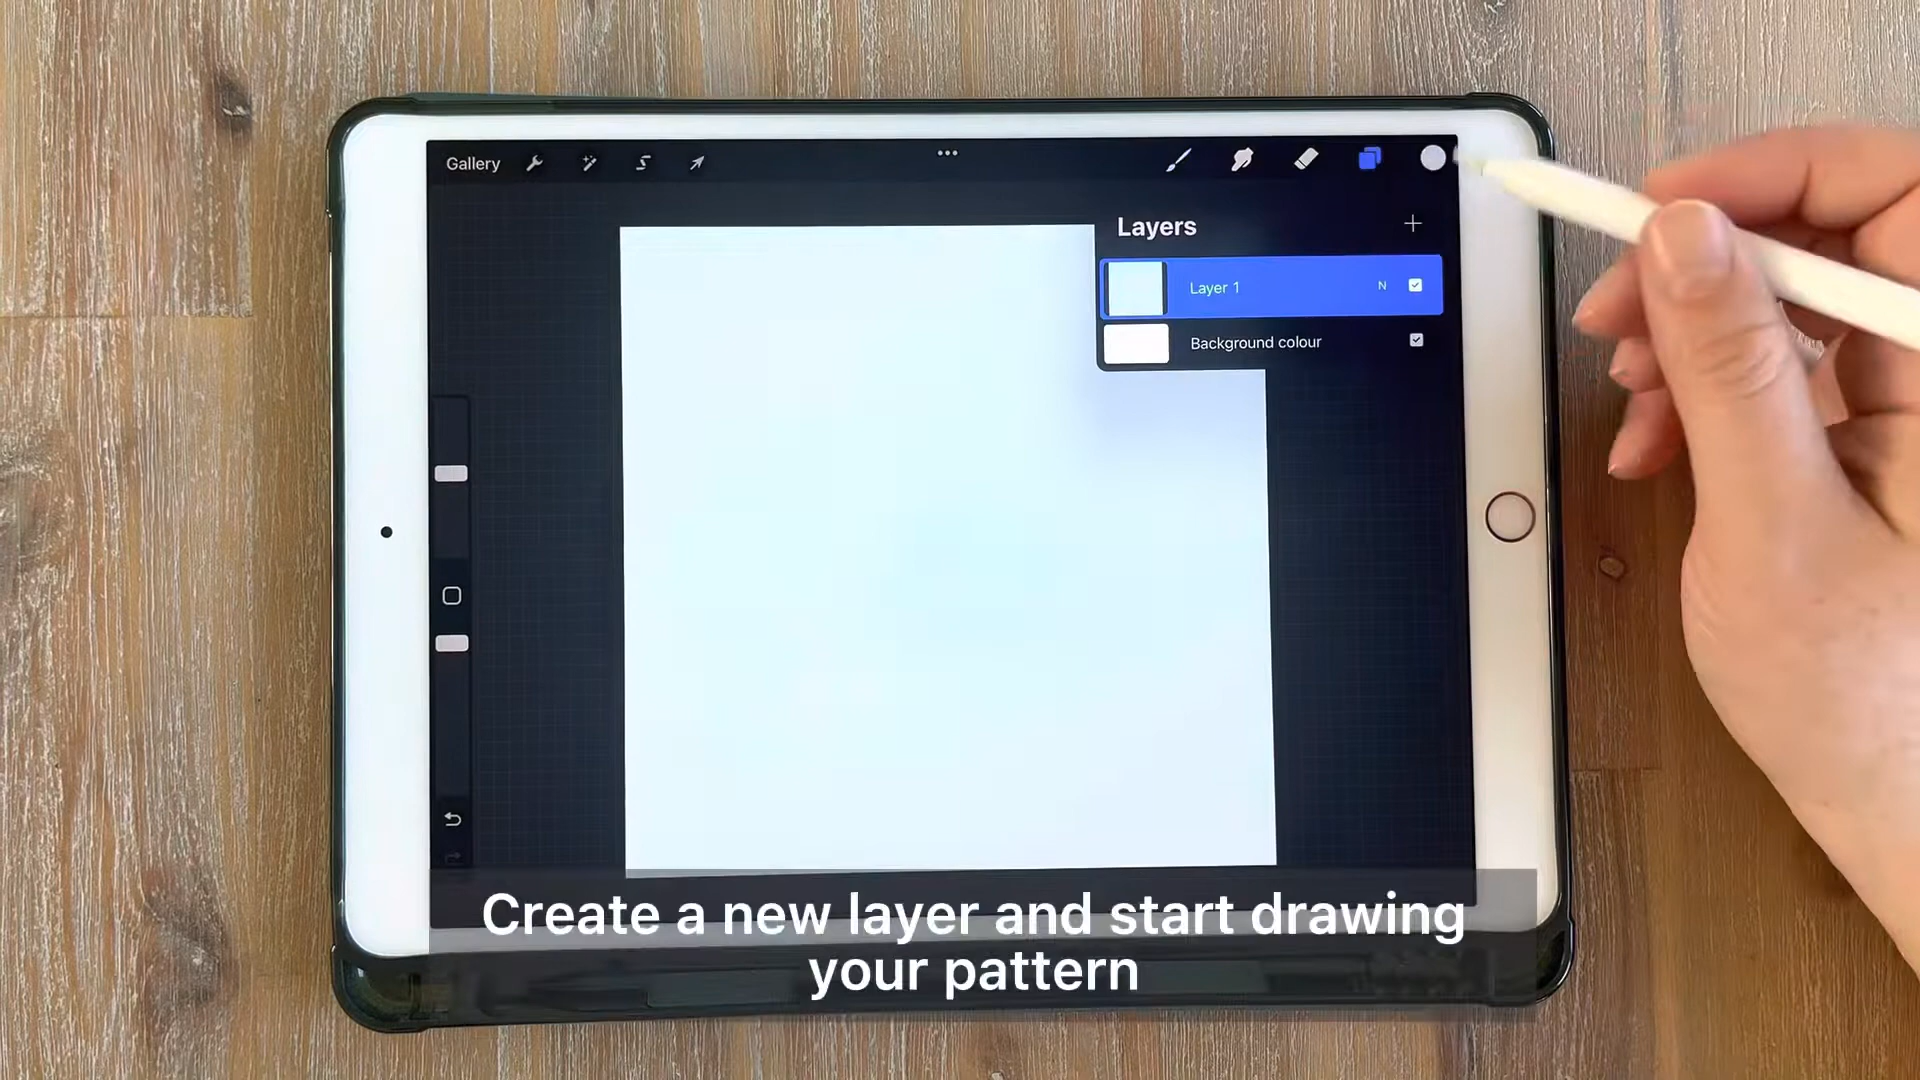 Gallery
Layers
Layer 1 N
Background colour
Create a new layer and start drawing
your pattern